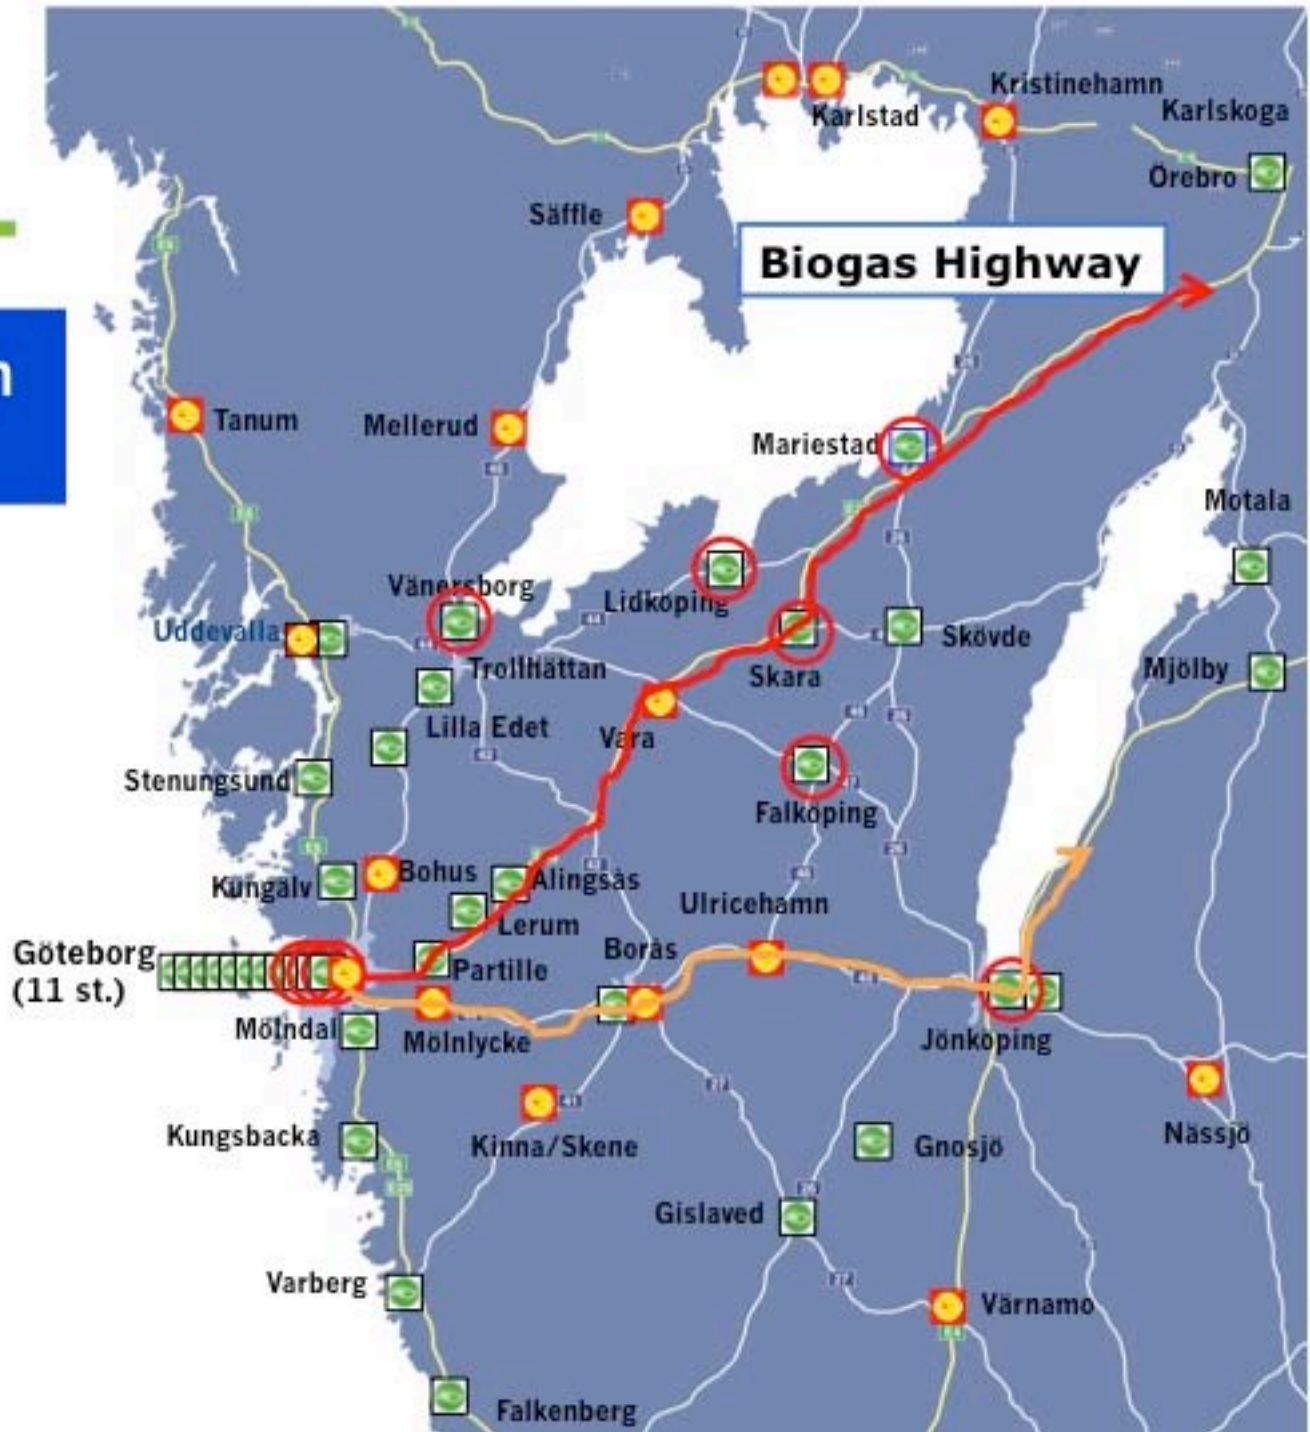 Kristinehamn
Karlstad
Karlskoga
Örebro
Säffle
Biogas Highway
n
Tanum
Mellerud
Mariestad
Motala
Vänersborg
Lidköping
Uddevalla
Skövde
Trollhättan
Skara
Mjölby
Lilla Edet
Vara
Stenungsund
Falköping
Bohus
Kungälv
Alingsås
Ulricehamn
Lerum
Göteborg
(11 st.)
Borås
Partille
Mölndal
Mölnlycke
Jönköping
Kungsbacka
Kinna/Skene
Gnosjö
Nässjö
Gislaved
Varberg
Värnamo
Falkenberg